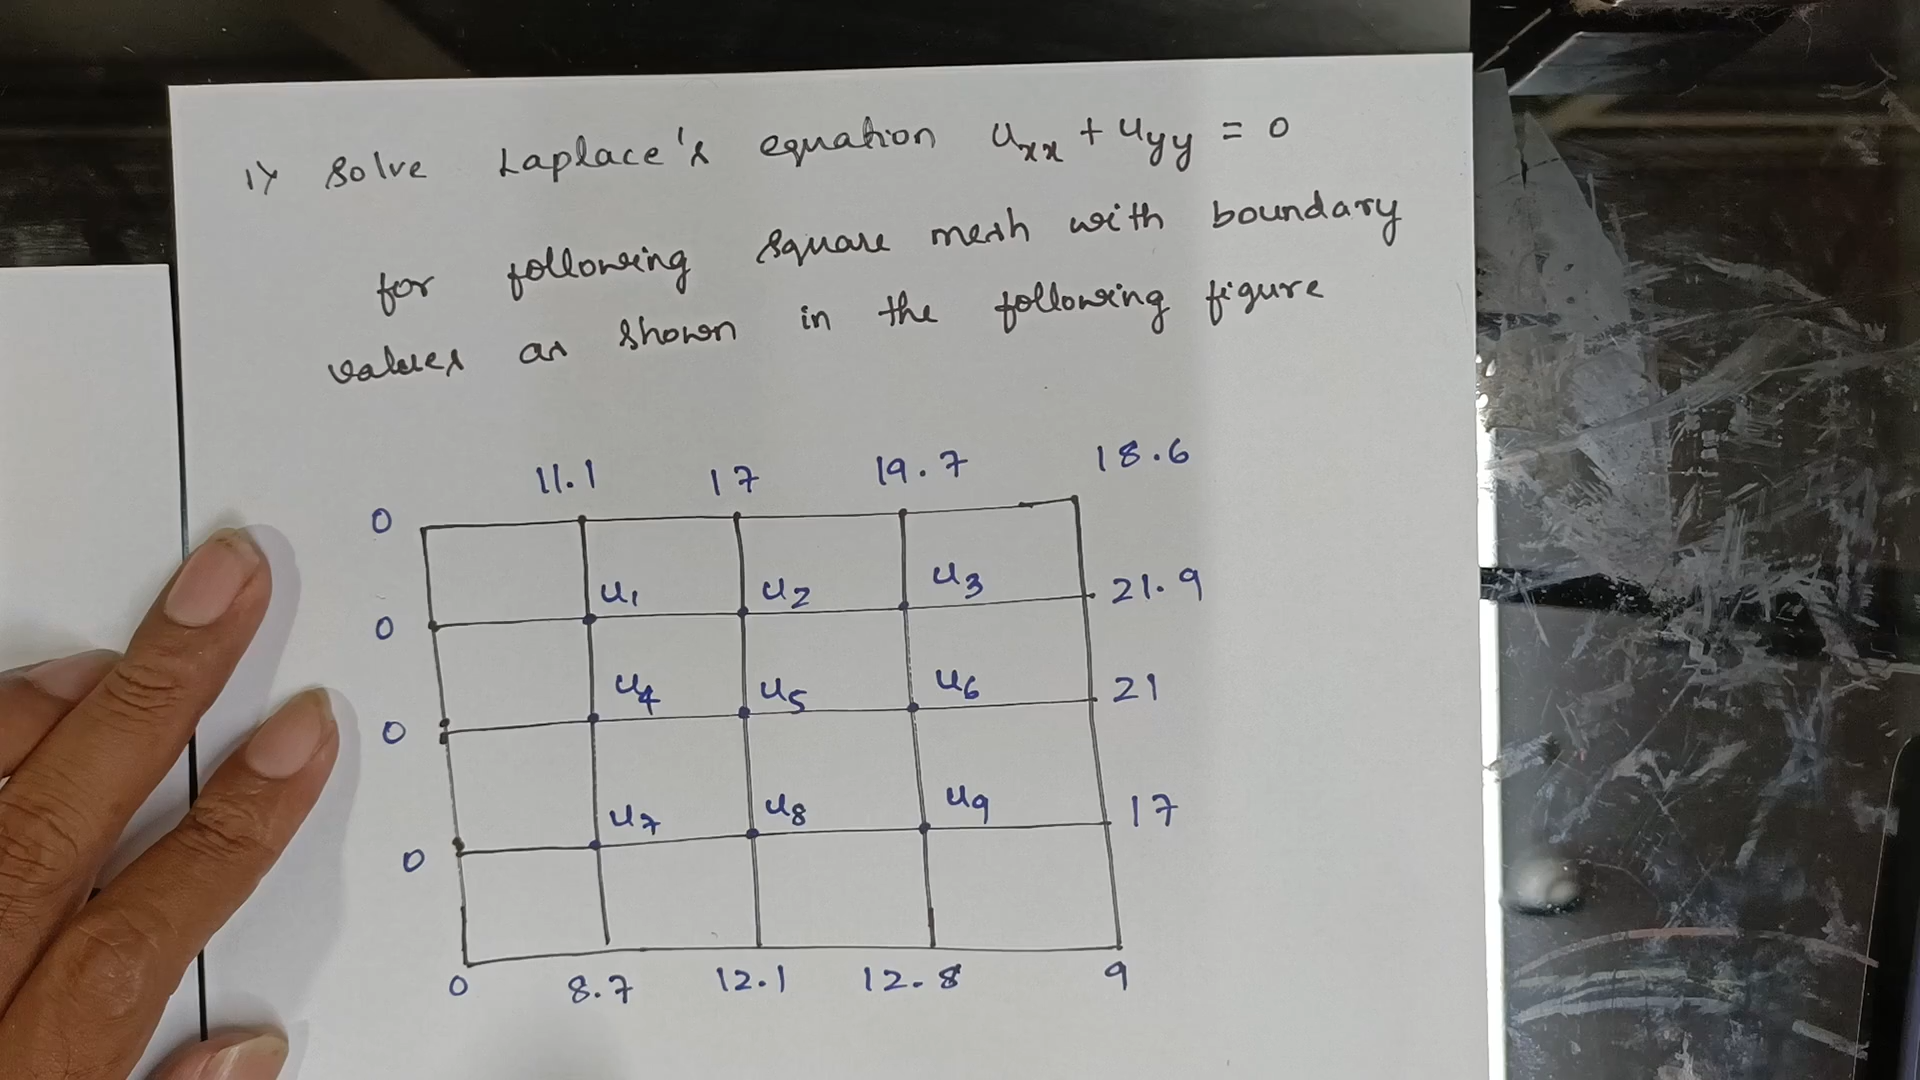 1) Solve Laplace's equation uxx + uyy = 0
for following square mesh with boundary
values as shown in the following figure
11.1 17 19.7 18.6
0
u1 u2 u3 21.9
0
u4 u5 u6 21
0
u7 u8 u9 17
0
0 8.7 12.1 12.8 9